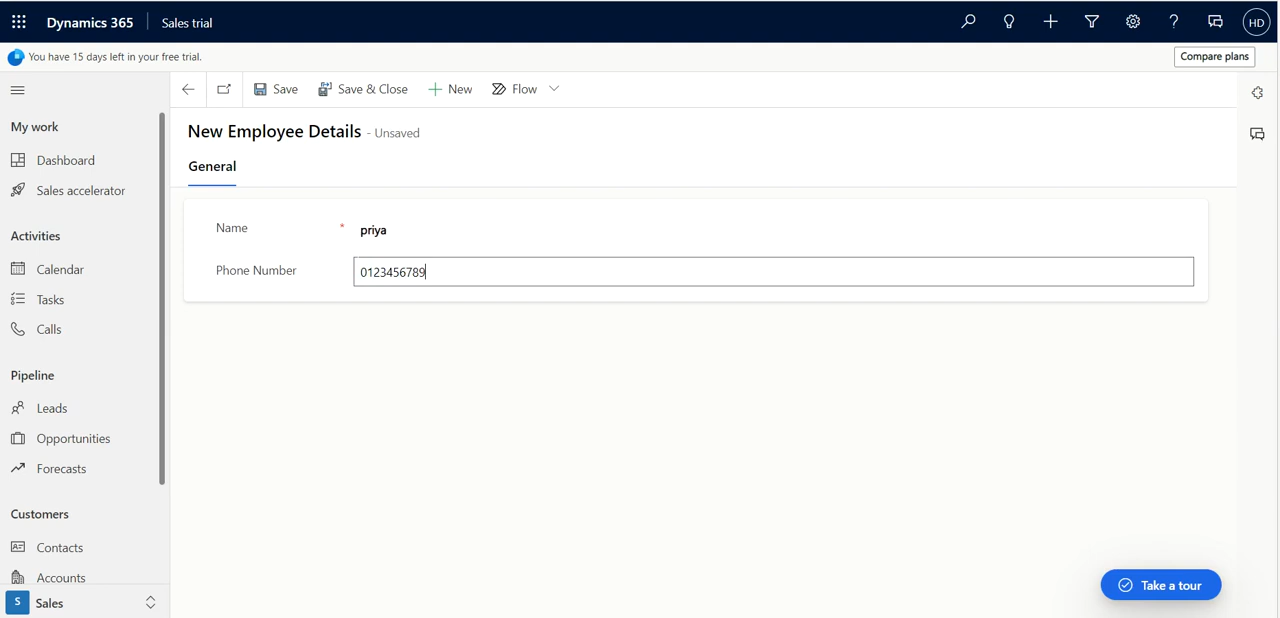 Dynamics 365 Sales trial HD
You have 15 days left in your free trial. Compare plans
Save Save & Close New Flow
New Employee Details - Unsaved
General
Name * priya
Phone Number 0123456789
My work
Dashboard
Sales accelerator
Activities
Calendar
Tasks
Calls
Pipeline
Leads
Opportunities
Forecasts
Customers
Contacts
Accounts
S Sales
Take a tour